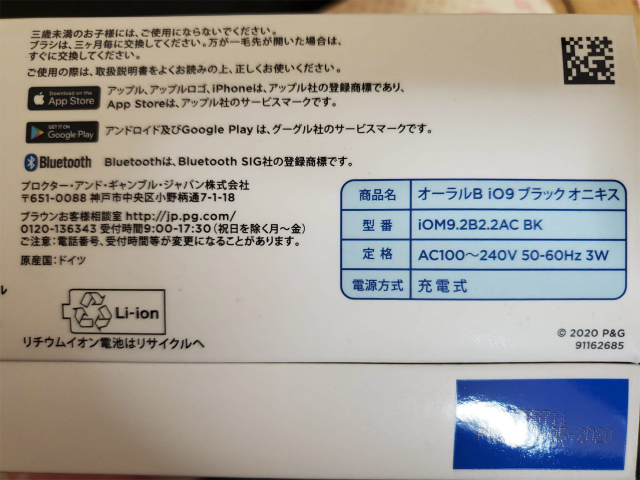 三歳未満のお子様には、ご使用にならないでください。
ブラシは、三ヶ月毎に交換してください。万が一毛先が開いた場合は、
すぐに交換してください。
ご使用の際は、取扱説明書をよくお読みの上、正しくお使いください。
Download on the
App Store
アップル、アップルロゴ、iPhoneは、アップル社の登録商標であり、
App Storeは、アップル社のサービスマークです。
GET IT ON
Google Play
アンドロイド及びGoogle Play は、グーグル社のサービスマークです。
Bluetooth
Bluetoothは、Bluetooth SIG社の登録商標です。
プロクター・アンド・ギャンブル・ジャパン株式会社
〒651-0088 神戸市中央区小野柄通7-1-18
ブラウンお客様相談室 http://jp.pg.com/
0120-136343 受付時間9:00-17:30(祝日を除く月~金)
ご注意:電話番号、受付時間等が変更になることがあります。
原産国:ドイツ
商品名 オーラルB iO9 ブラック オニキス
型番 iOM9.2B2.2AC BK
定格 AC100~240V 50-60Hz 3W
電源方式 充電式
ル
Li-ion
リチウムイオン電池はリサイクルへ
© 2020 P&G
91162685